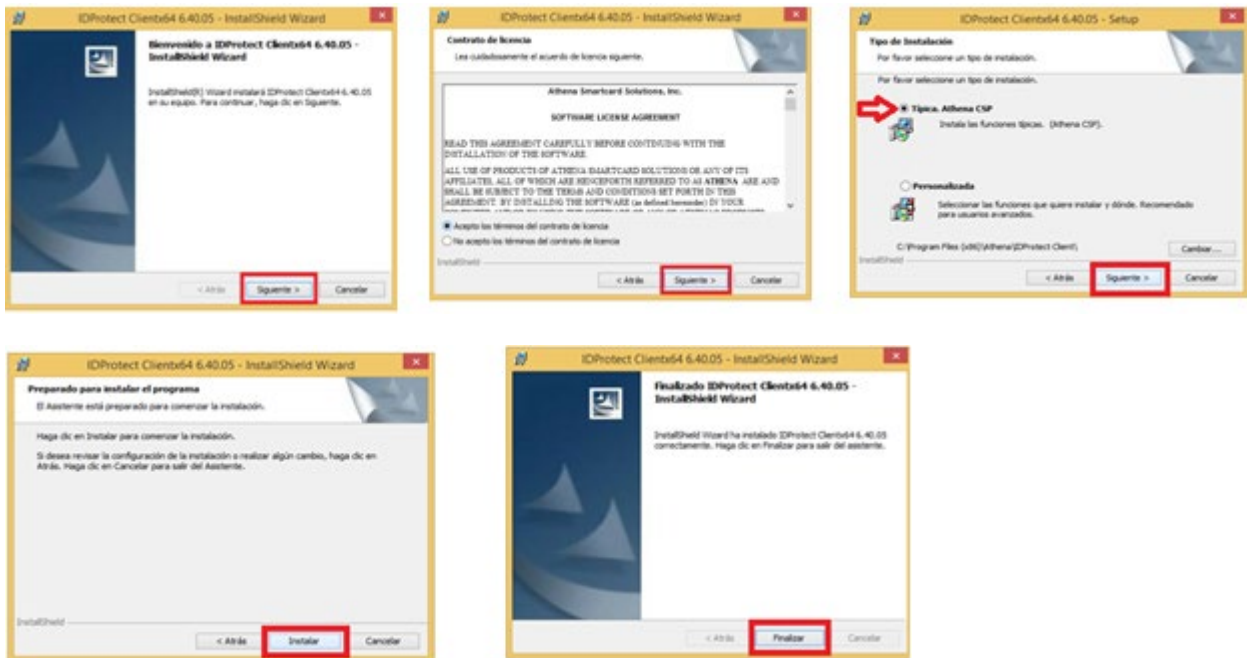 IDProtect Clientx64 6.40.05 - InstallShield Wizard
Bienvenido a IDProtect Clientx64 6.40.05 -
InstallShield Wizard
InstallShield(R) Wizard instalará IDProtect Clientx64 6.40.05
en su equipo. Para continuar, haga clic en Siguiente.
< Atrás
Siguiente >
Cancelar
IDProtect Clientx64 6.40.05 - InstallShield Wizard
Contrato de licencia
Lea cuidadosamente el acuerdo de licencia siguiente.
Athena Smartcard Solutions, Inc.
SOFTWARE LICENSE AGREEMENT
READ THIS AGREEMENT CAREFULLY BEFORE CONTINUING WITH THE
INSTALLATION OF THE SOFTWARE.
ALL USE OF PRODUCTS OF ATHENA SMARTCARD SOLUTIONS OR ANY OF ITS
AFFILIATES, ALL OF WHICH ARE HENCEFORTH REFERRED TO AS ATHENA ARE AND
SHALL BE SUBJECT TO THE TERMS AND CONDITIONS SET FORTH IN THIS
AGREEMENT. BY INSTALLING THE SOFTWARE (as defined hereunder) IN YOUR
Acepto los términos del contrato de licencia
No acepto los términos del contrato de licencia
InstallShield
< Atrás
Siguiente >
Cancelar
IDProtect Clientx64 6.40.05 - Setup
Tipo de Instalación
Por favor seleccione un tipo de instalación.
Por favor seleccione un tipo de instalación.
Típica. Athena CSP
Instala las funciones típicas. (Athena CSP).
Personalizada
Seleccionar las funciones que quiere instalar y dónde. Recomendado
para usuarios avanzados.
C:\Program Files (x86)\Athena\IDProtect Client\
Cambiar...
InstallShield
< Atrás
Siguiente >
Cancelar
IDProtect Clientx64 6.40.05 - InstallShield Wizard
Preparado para instalar el programa
El Asistente está preparado para comenzar la instalación.
Haga clic en Instalar para comenzar la instalación.
Si desea revisar la configuración de la instalación o realizar algún cambio, haga clic en
Atrás. Haga clic en Cancelar para salir del Asistente.
InstallShield
< Atrás
Instalar
Cancelar
IDProtect Clientx64 6.40.05 - InstallShield Wizard
Finalizado IDProtect Clientx64 6.40.05 -
InstallShield Wizard
InstallShield Wizard ha instalado IDProtect Clientx64 6.40.05
correctamente. Haga clic en Finalizar para salir del asistente.
< Atrás
Finalizar
Cancelar